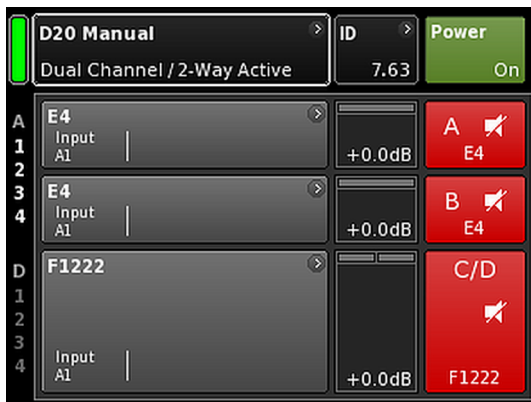 D20 Manual
Dual Channel / 2-Way Active
ID
7.63
Power
On
A
1
2
3
4
D
1
2
3
4
E4
Input
A1
+0.0dB
A
E4
E4
Input
A1
+0.0dB
B
E4
F1222
Input
A1
+0.0dB
C/D
F1222